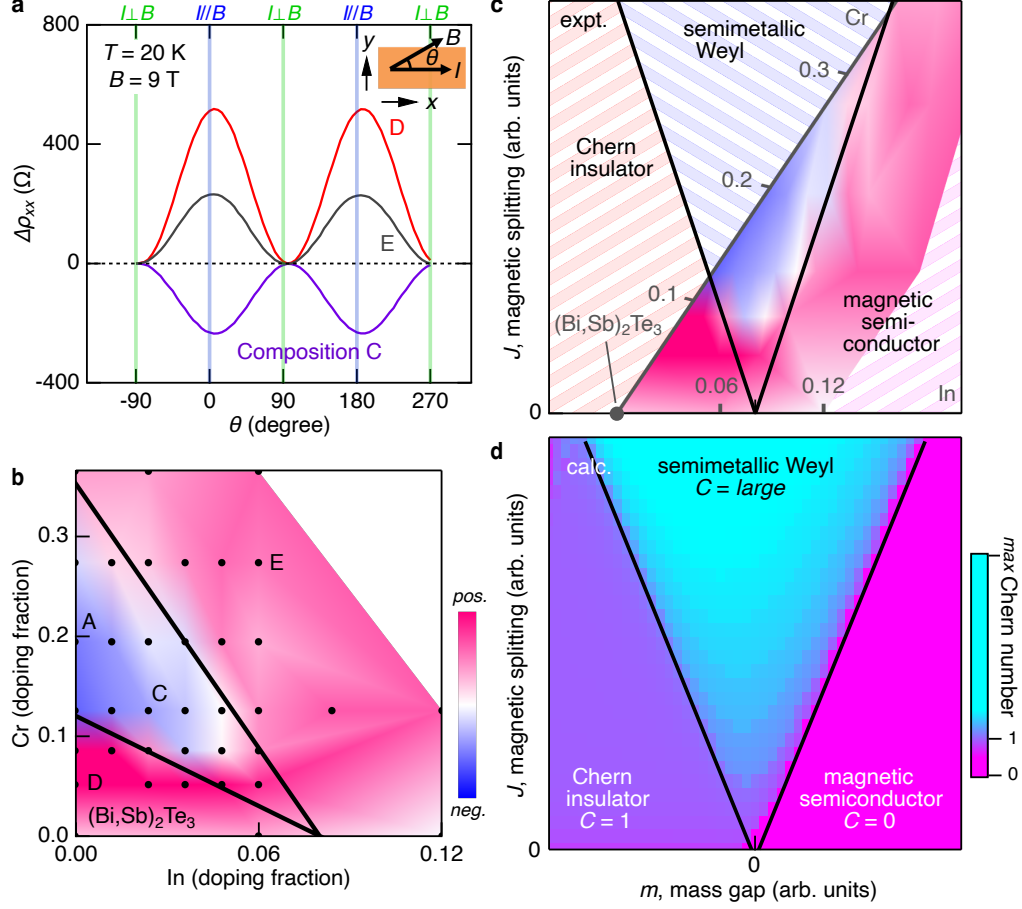 a
I⊥B
I//B
I⊥B
I//B
I⊥B
800
400
0
-400
Δρxx (Ω)
T = 20 K
B = 9 T
y
B
θ
I
x
D
E
Composition C
-90
0
90
180
270
θ (degree)
b
0.3
0.2
0.1
0.0
Cr (doping fraction)
E
A
C
D
(Bi,Sb)2Te3
0.00
0.06
0.12
In (doping fraction)
pos.
neg.
c
expt.
semimetallic
Weyl
Cr
0.3
Chern
insulator
0.2
0.1
(Bi,Sb)2Te3
magnetic
semi-
conductor
0.06
0.12
In
0
J, magnetic splitting (arb. units)
d
calc.
semimetallic Weyl
C = large
Chern
insulator
C = 1
magnetic
semiconductor
C = 0
0
J, magnetic splitting (arb. units)
0
m, mass gap (arb. units)
max
1
0
Chern number